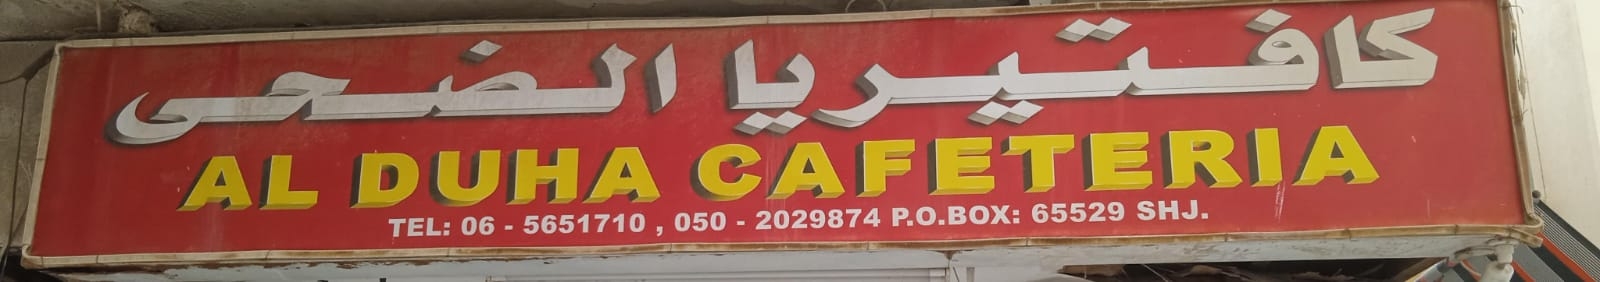 كافتيريا الضحى
AL DUHA CAFETERIA
TEL: 06 - 5651710 , 050 - 2029874 P.O.BOX: 65529 SHJ.